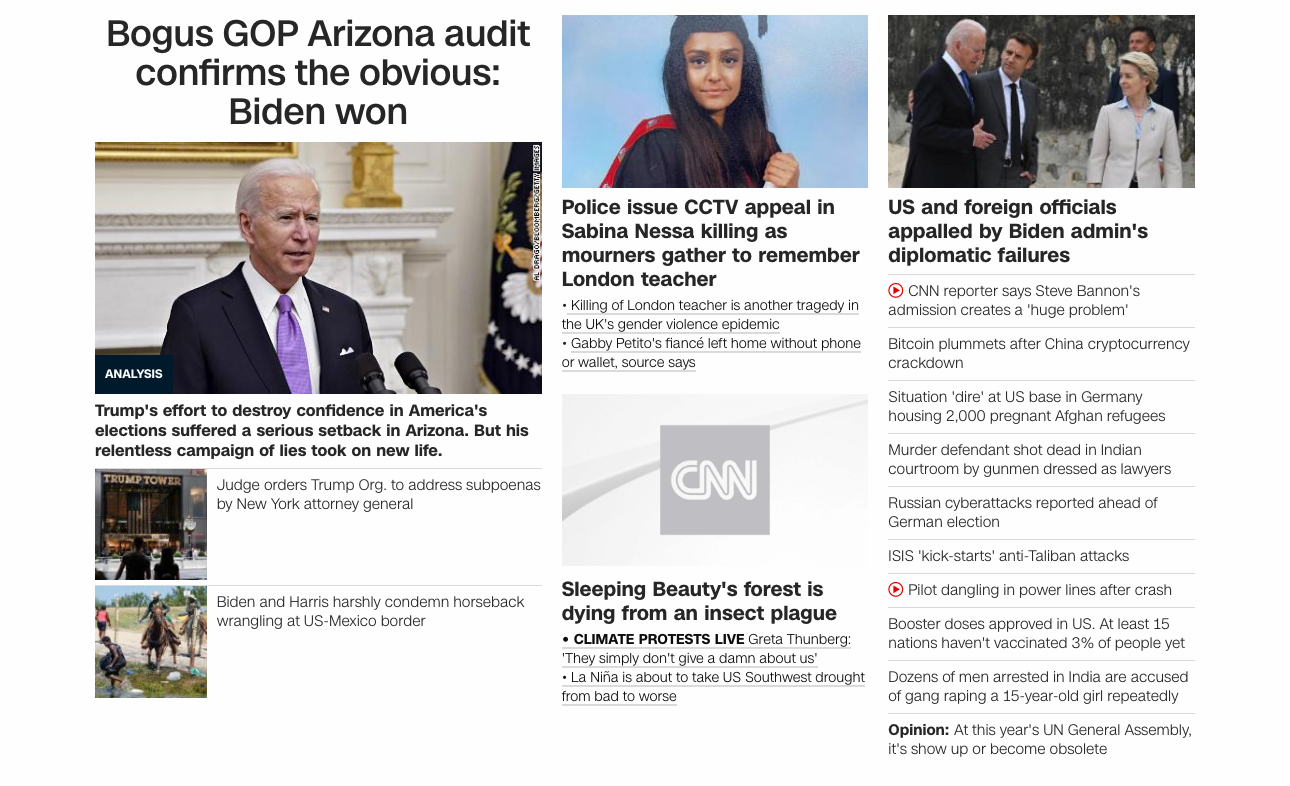 Bogus GOP Arizona audit
confirms the obvious:
Biden won
AL DRAGO/BLOOMBERG/GETTY IMAGES
ANALYSIS
Trump's effort to destroy confidence in America's
elections suffered a serious setback in Arizona. But his
relentless campaign of lies took on new life.
TRUMP TOWER
Judge orders Trump Org. to address subpoenas
by New York attorney general
Biden and Harris harshly condemn horseback
wrangling at US-Mexico border
Police issue CCTV appeal in
Sabina Nessa killing as
mourners gather to remember
London teacher
• Killing of London teacher is another tragedy in
the UK's gender violence epidemic
• Gabby Petito's fiancé left home without phone
or wallet, source says
CNN
Sleeping Beauty's forest is
dying from an insect plague
• CLIMATE PROTESTS LIVE Greta Thunberg:
'They simply don't give a damn about us'
• La Niña is about to take US Southwest drought
from bad to worse
US and foreign officials
appalled by Biden admin's
diplomatic failures
CNN reporter says Steve Bannon's
admission creates a 'huge problem'
Bitcoin plummets after China cryptocurrency
crackdown
Situation 'dire' at US base in Germany
housing 2,000 pregnant Afghan refugees
Murder defendant shot dead in Indian
courtroom by gunmen dressed as lawyers
Russian cyberattacks reported ahead of
German election
ISIS 'kick-starts' anti-Taliban attacks
Pilot dangling in power lines after crash
Booster doses approved in US. At least 15
nations haven't vaccinated 3% of people yet
Dozens of men arrested in India are accused
of gang raping a 15-year-old girl repeatedly
Opinion: At this year's UN General Assembly,
it's show up or become obsolete